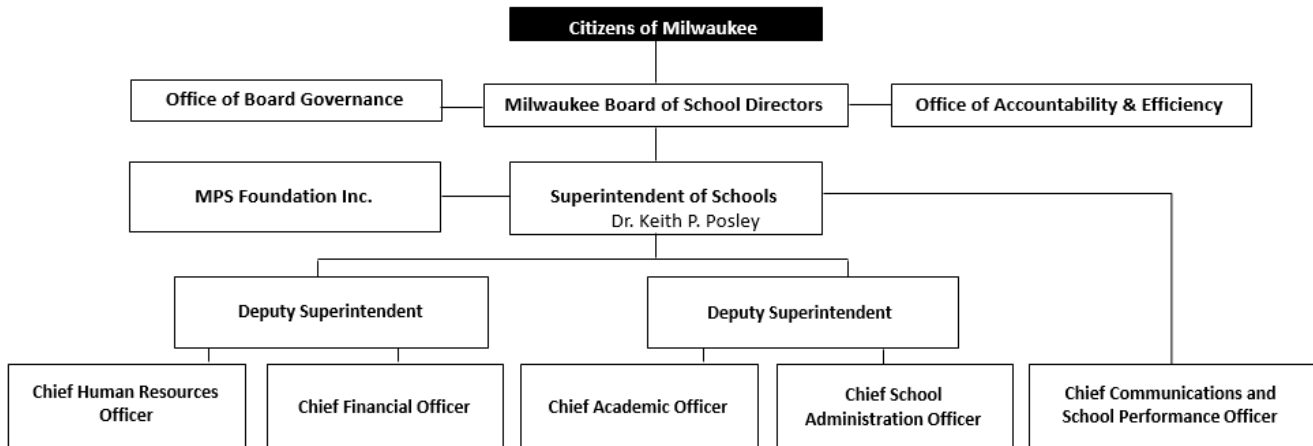 Citizens of Milwaukee
Office of Board Governance
Milwaukee Board of School Directors
Office of Accountability & Efficiency
MPS Foundation Inc.
Superintendent of Schools
Dr. Keith P. Posley
Deputy Superintendent
Deputy Superintendent
Chief Human Resources
Officer
Chief Financial Officer
Chief Academic Officer
Chief School
Administration Officer
Chief Communications and
School Performance Officer